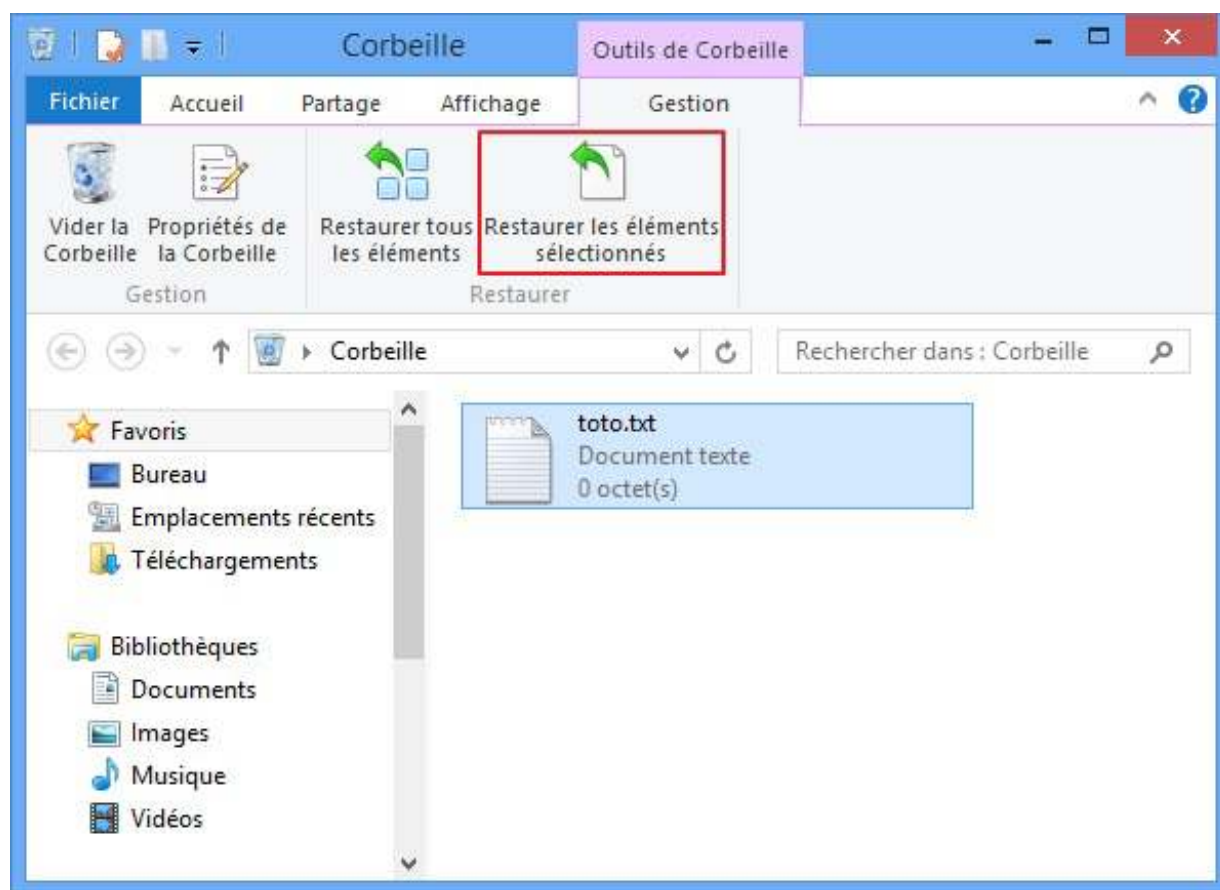 Corbeille
Outils de Corbeille
Fichier
Accueil
Partage
Affichage
Gestion
Vider la
Corbeille
Propriétés de
la Corbeille
Restaurer tous
les éléments
Restaurer les éléments
sélectionnés
Gestion
Restaurer
Corbeille
Rechercher dans : Corbeille
Favoris
Bureau
Emplacements récents
Téléchargements
Bibliothèques
Documents
Images
Musique
Vidéos
toto.txt
Document texte
0 octet(s)